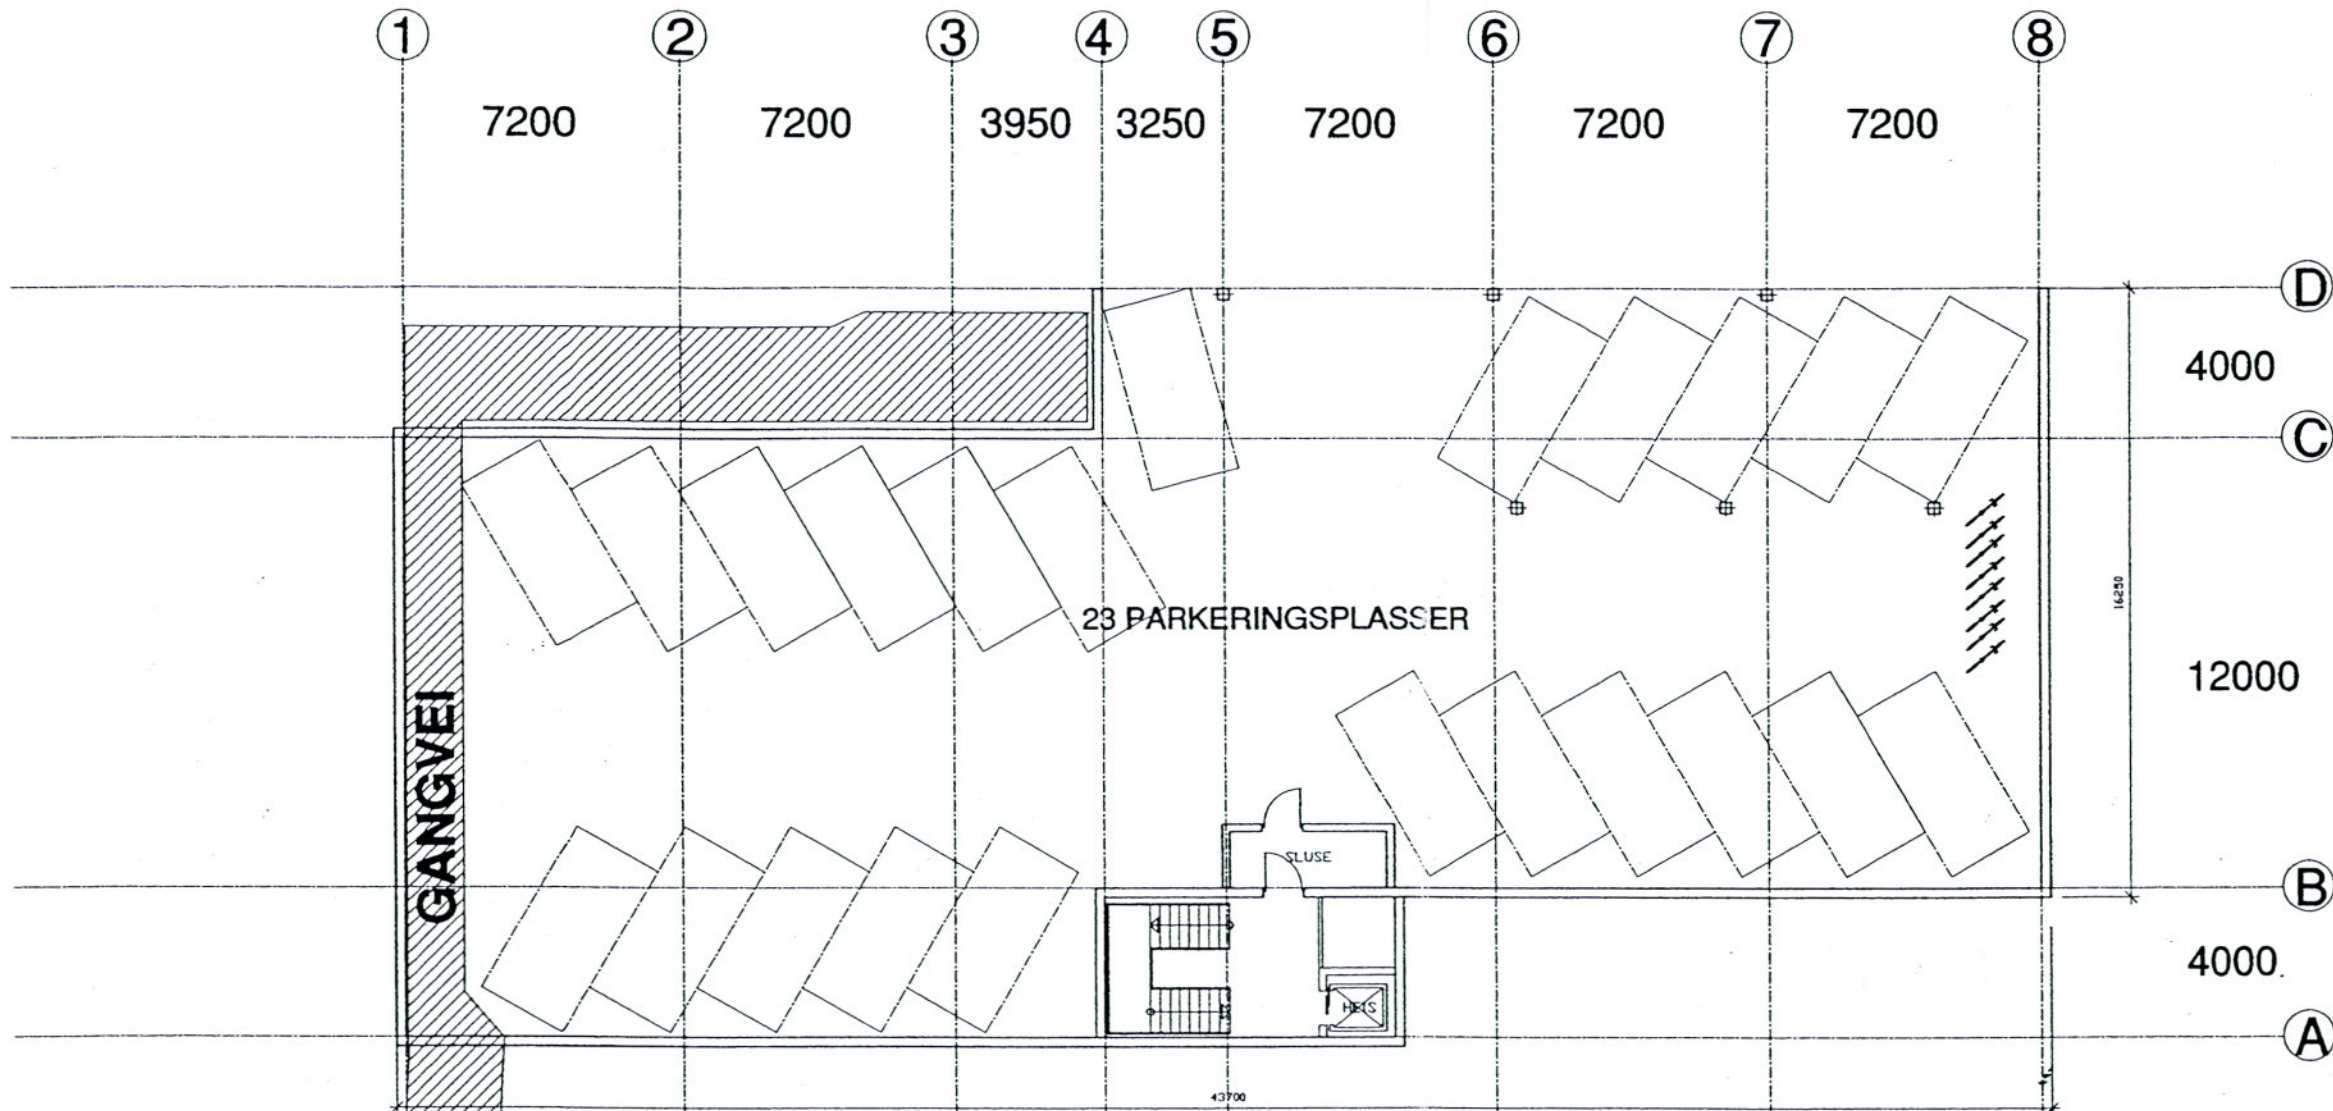 1 2 3 4 5 6 7 8
7200 7200 3950 3250 7200 7200 7200
D
4000
C
16250
23 PARKERINGSPLASSER
12000
GANGVEI
SLUSE
B
4000
HEIS
A
43700